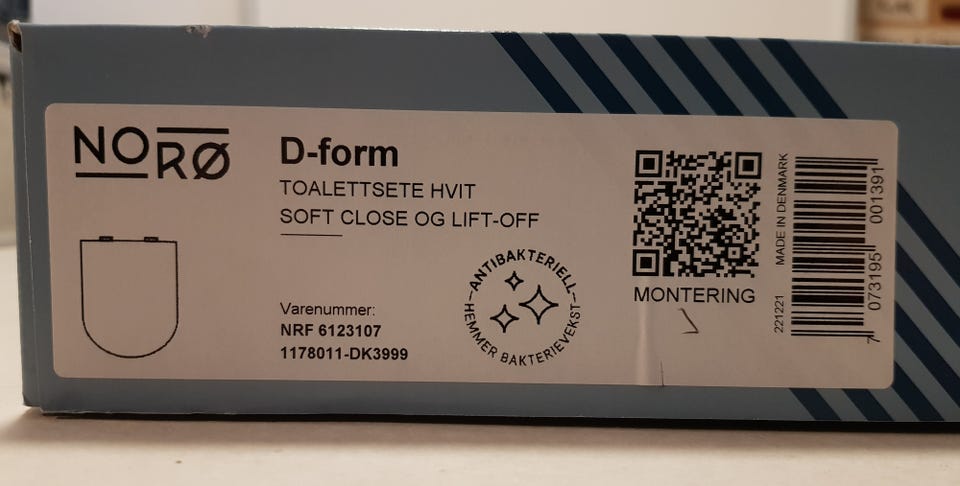 NORØ
D-form
TOALETTSETE HVIT
SOFT CLOSE OG LIFT-OFF
Varenummer:
NRF 6123107
1178011-DK3999
ANTIBAKTERIELL
HEMMER BAKTERIEVEKST
MONTERING
221221
MADE IN DENMARK
7 073195 001391